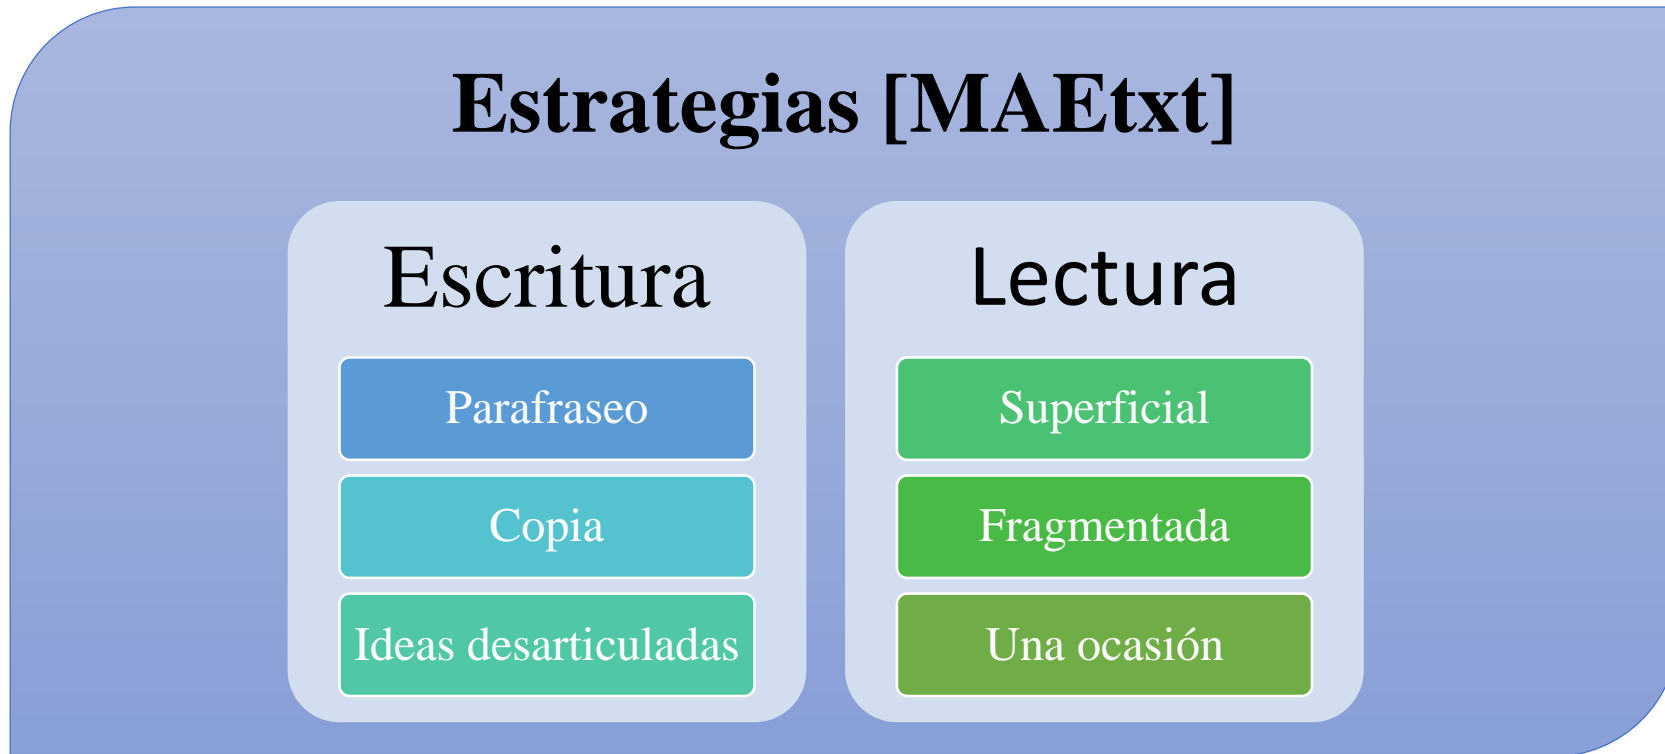 Estrategias [MAEtxt]
Escritura
Parafraseo
Copia
Ideas desarticuladas
Lectura
Superficial
Fragmentada
Una ocasión